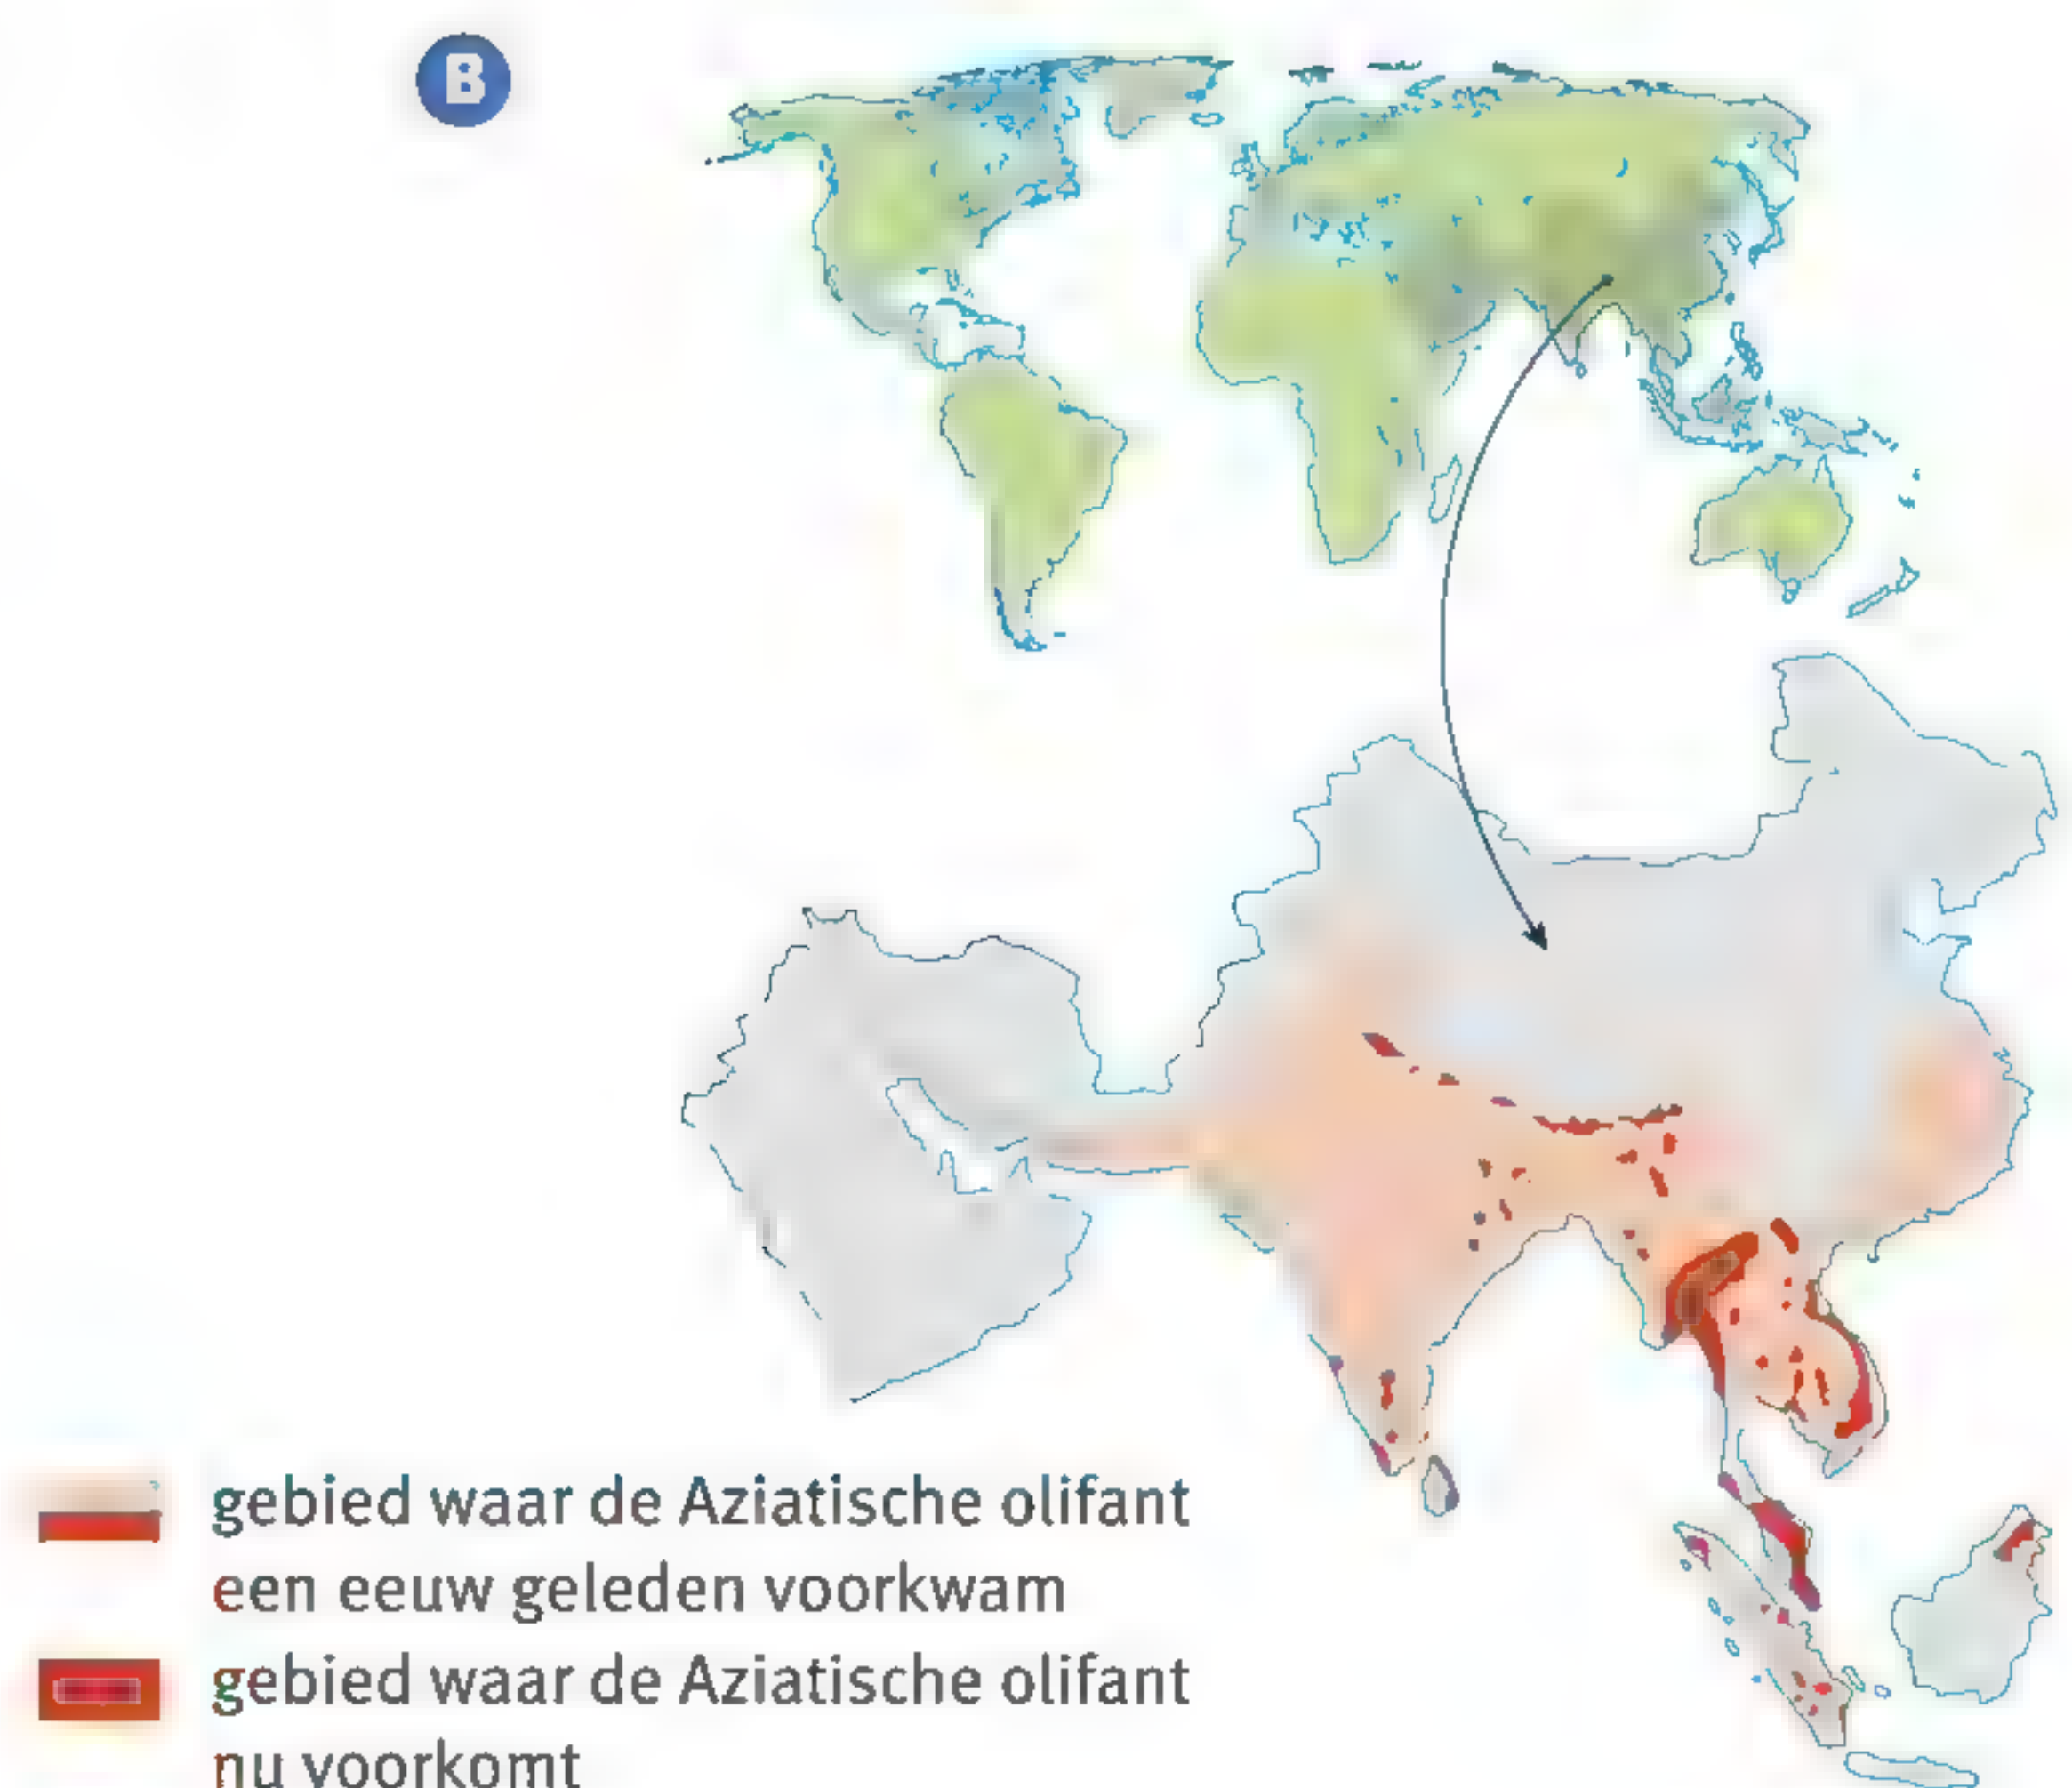 B
gebied waar de Aziatische olifant
een eeuw geleden voorkwam
gebied waar de Aziatische olifant
nu voorkomt